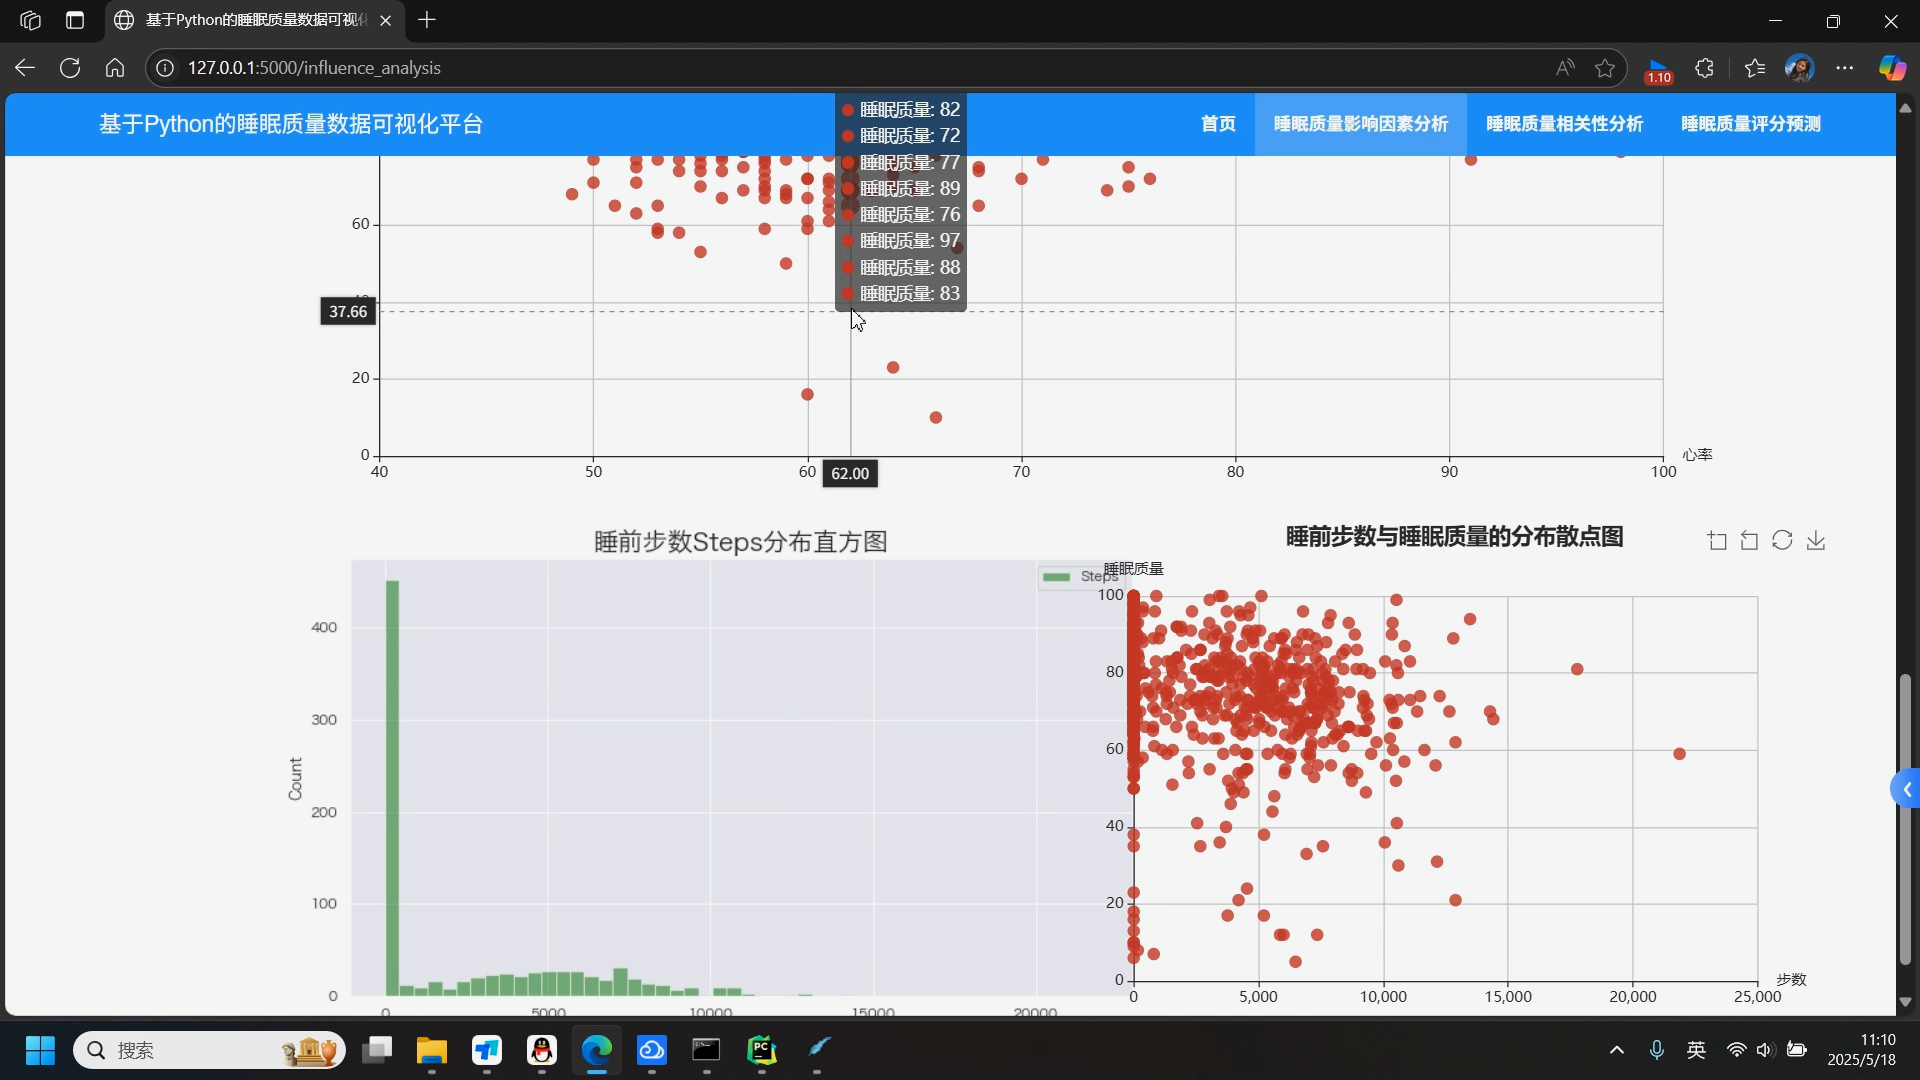 基于Python的睡眠质量数据可视化
127.0.0.1:5000/influence_analysis
1.10
基于Python的睡眠质量数据可视化平台
首页
睡眠质量影响因素分析
睡眠质量相关性分析
睡眠质量评分预测
睡眠质量: 82
睡眠质量: 72
睡眠质量: 77
睡眠质量: 89
睡眠质量: 76
睡眠质量: 97
睡眠质量: 88
睡眠质量: 83
60
37.66
20
0
40
50
60
62.00
70
80
90
100
心率
睡前步数Steps分布直方图
Steps
400
300
200
100
0
Count
0
5000
10000
15000
20000
睡前步数与睡眠质量的分布散点图
睡眠质量
100
80
60
40
20
0
0
5,000
10,000
15,000
20,000
25,000
步数
搜索
PC
英
11:10
2025/5/18